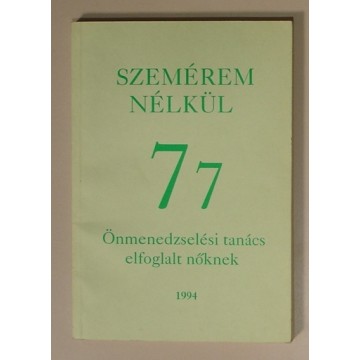 SZEMÉREM
NÉLKÜL
77
Önmenedzselési tanács
elfoglalt nőknek
1994